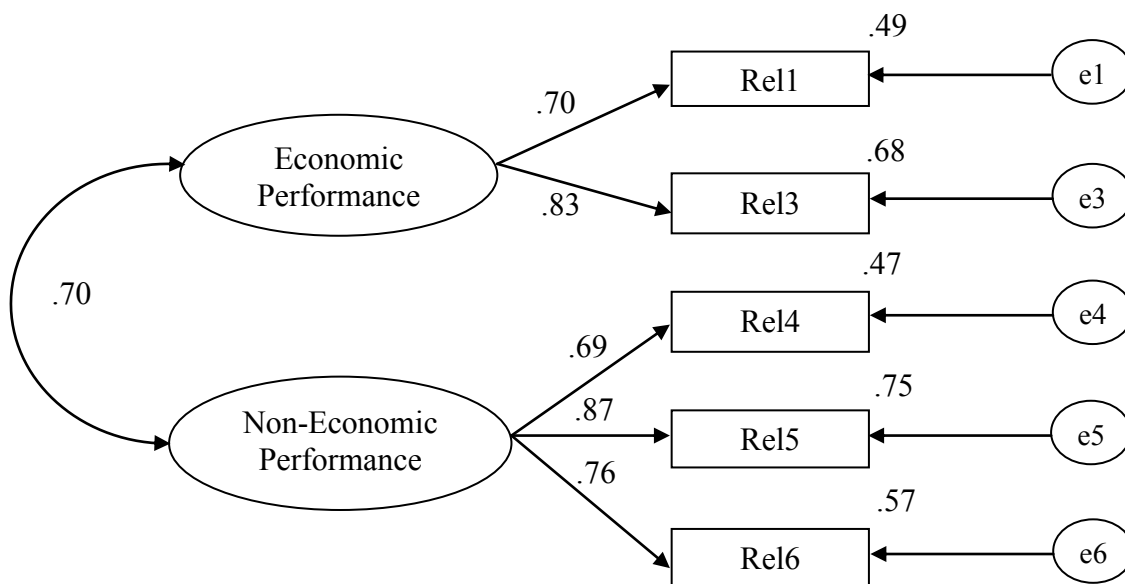 .49
Rel1
e1
.70
Economic
Performance
.68
.83
Rel3
e3
.47
.70
Rel4
e4
.69
.75
Non-Economic
Performance
.87
Rel5
e5
.76
.57
Rel6
e6